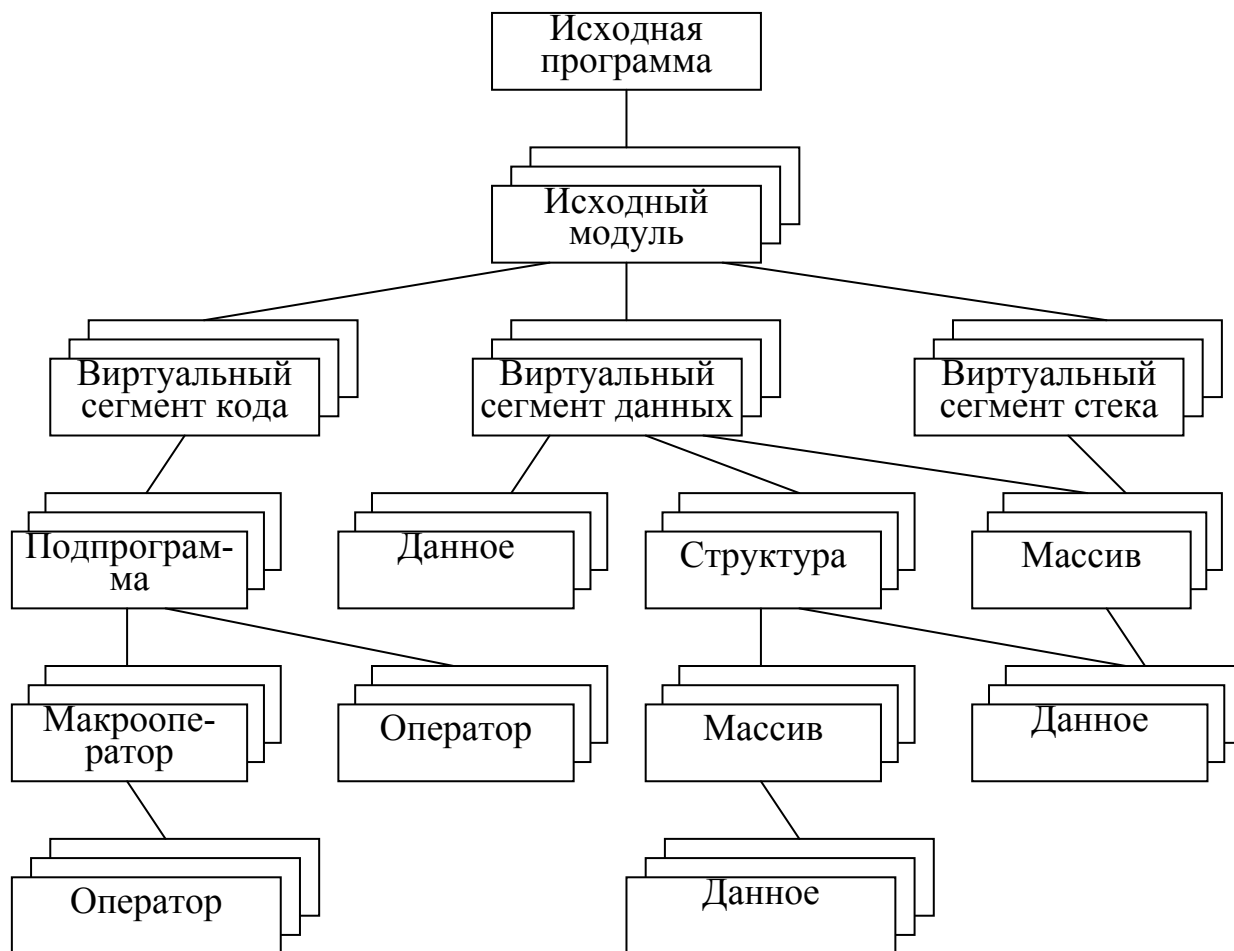 Исходная
программа
Исходный
модуль
Виртуальный
сегмент кода
Виртуальный
сегмент данных
Виртуальный
сегмент стека
Подпрограм-
ма
Данное
Структура
Массив
Макроопе-
ратор
Оператор
Массив
Данное
Оператор
Данное